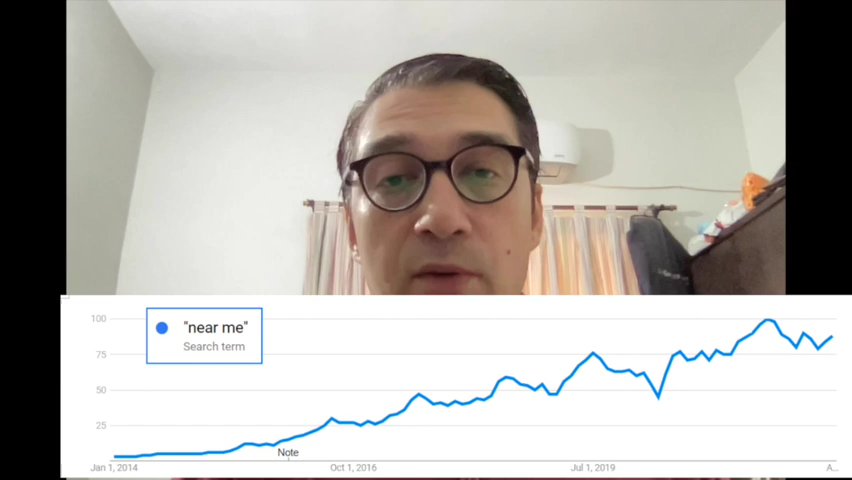 100
"near me"
Search term
75
50
25
Note
Jan 1, 2014 Oct 1, 2016 Jul 1, 2019 A...